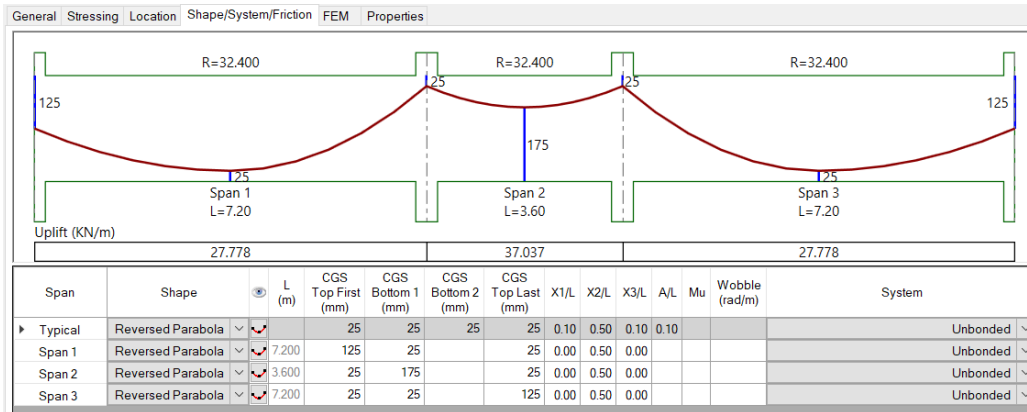 General Stressing Location Shape/System/Friction FEM Properties
R=32.400 R=32.400 R=32.400
25 25
125 125
175
25 25
Span 1 Span 2 Span 3
L=7.20 L=3.60 L=7.20
Uplift (KN/m)
27.778 37.037 27.778
Span Shape L (m) CGS Top First (mm) CGS Bottom 1 (mm) CGS Bottom 2 (mm) CGS Top Last (mm) X1/L X2/L X3/L A/L Mu Wobble (rad/m) System
Typical Reversed Parabola 25 25 25 25 0.10 0.50 0.10 0.10 Unbonded
Span 1 Reversed Parabola 7.200 125 25 25 0.00 0.50 0.00 Unbonded
Span 2 Reversed Parabola 3.600 25 175 25 0.00 0.50 0.00 Unbonded
Span 3 Reversed Parabola 7.200 25 25 125 0.00 0.50 0.00 Unbonded